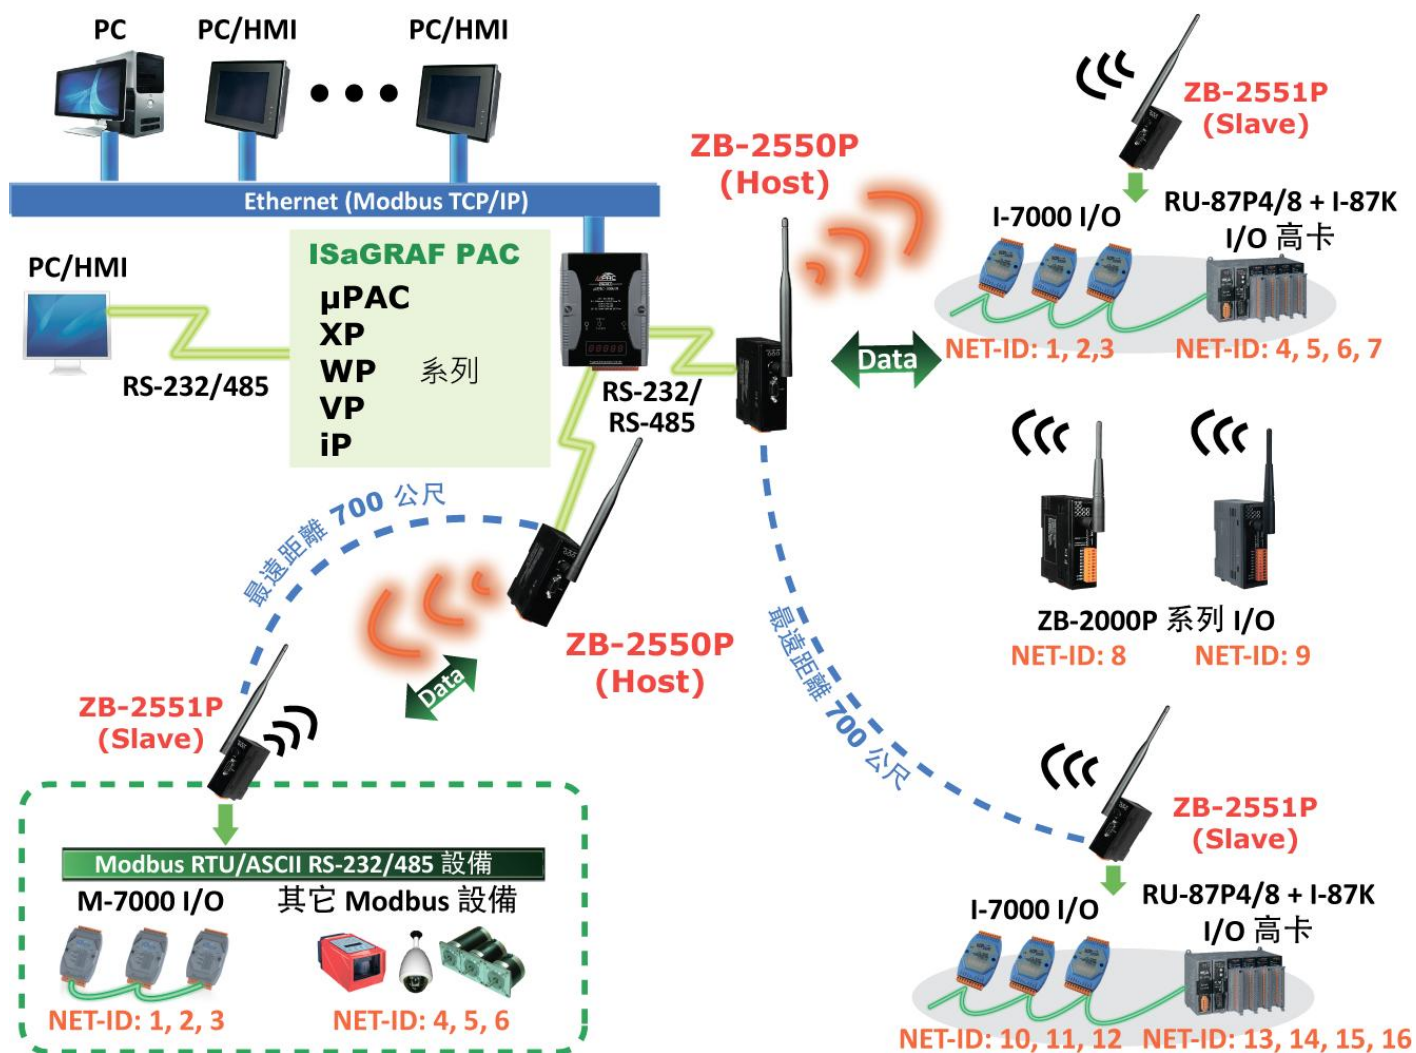 PC
PC/HMI
PC/HMI
Ethernet (Modbus TCP/IP)
PC/HMI
RS-232/485
ISaGRAF PAC
μPAC
XP
WP 系列
VP
iP
RS-232/
RS-485
ZB-2550P
(Host)
Data
ZB-2551P
(Slave)
I-7000 I/O
RU-87P4/8 + I-87K
I/O 高卡
NET-ID: 1, 2,3
NET-ID: 4, 5, 6, 7
ZB-2000P 系列 I/O
NET-ID: 8
NET-ID: 9
最遠距離 700 公尺
ZB-2551P
(Slave)
I-7000 I/O
RU-87P4/8 + I-87K
I/O 高卡
NET-ID: 10, 11, 12
NET-ID: 13, 14, 15, 16
最遠距離 700 公尺
ZB-2550P
(Host)
Data
ZB-2551P
(Slave)
Modbus RTU/ASCII RS-232/485 設備
M-7000 I/O
其它 Modbus 設備
NET-ID: 1, 2, 3
NET-ID: 4, 5, 6